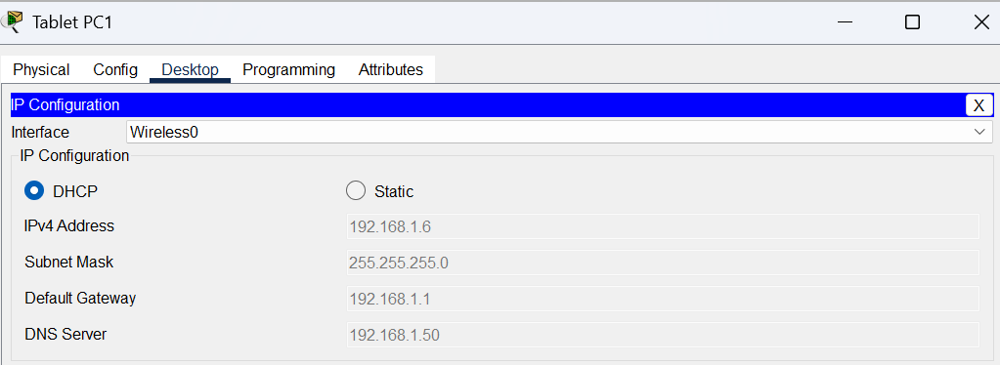 Tablet PC1
Physical Config Desktop Programming Attributes
IP Configuration X
Interface Wireless0
IP Configuration
DHCP Static
IPv4 Address 192.168.1.6
Subnet Mask 255.255.255.0
Default Gateway 192.168.1.1
DNS Server 192.168.1.50